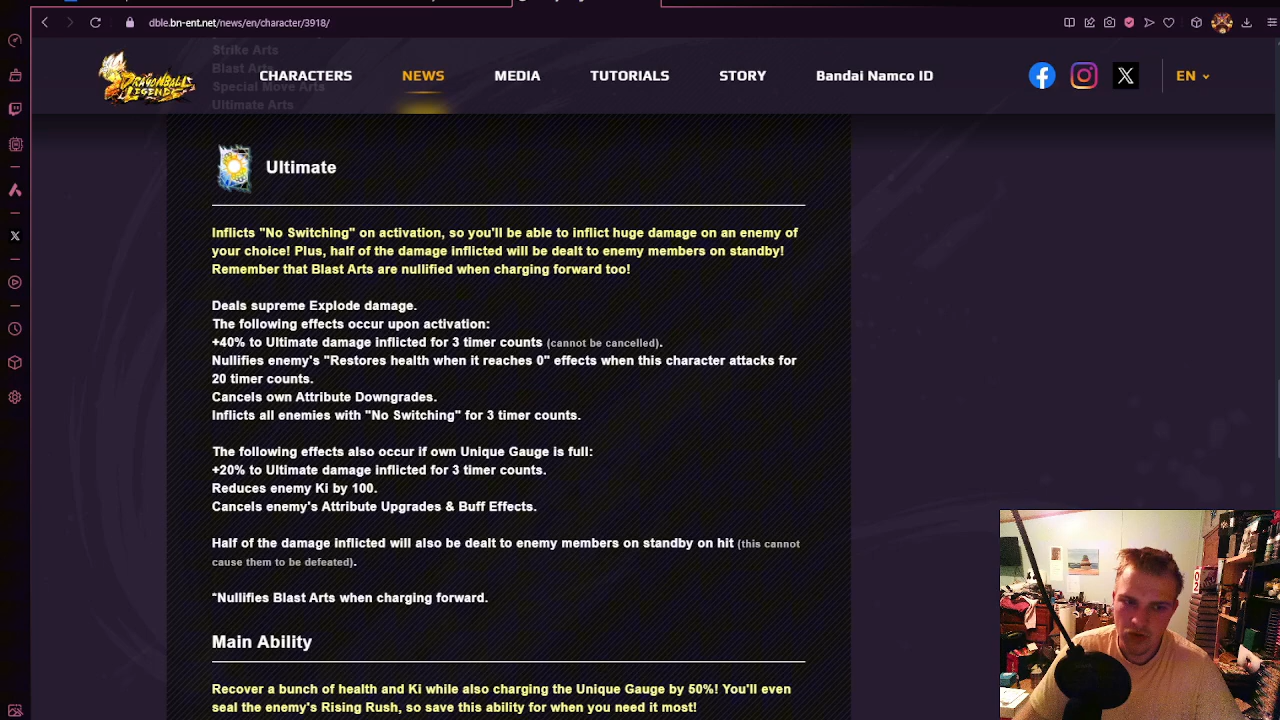 dble.bn-ent.net/news/en/character/3918/
Strike Arts
Blast Arts
Special Move Arts
Ultimate Arts
DRAGONBALL
LEGENDS
CHARACTERS
NEWS
MEDIA
TUTORIALS
STORY
Bandai Namco ID
EN
Ultimate
Inflicts "No Switching" on activation, so you'll be able to inflict huge damage on an enemy of
your choice! Plus, half of the damage inflicted will be dealt to enemy members on standby!
Remember that Blast Arts are nullified when charging forward too!
Deals supreme Explode damage.
The following effects occur upon activation:
+40% to Ultimate damage inflicted for 3 timer counts (cannot be cancelled).
Nullifies enemy's "Restores health when it reaches 0" effects when this character attacks for
20 timer counts.
Cancels own Attribute Downgrades.
Inflicts all enemies with "No Switching" for 3 timer counts.
The following effects also occur if own Unique Gauge is full:
+20% to Ultimate damage inflicted for 3 timer counts.
Reduces enemy Ki by 100.
Cancels enemy's Attribute Upgrades & Buff Effects.
Half of the damage inflicted will also be dealt to enemy members on standby on hit (this cannot
cause them to be defeated).
*Nullifies Blast Arts when charging forward.
Main Ability
Recover a bunch of health and Ki while also charging the Unique Gauge by 50%! You'll even
seal the enemy's Rising Rush, so save this ability for when you need it most!